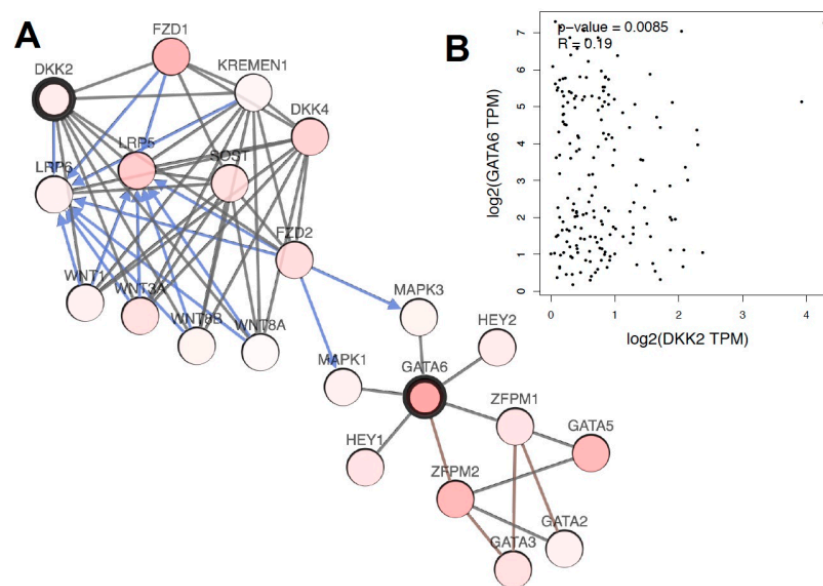 A
FZD1
DKK2
KREMEN1
DKK4
LRP5
SOST
LRP6
FZD2
WNT1
WNT3A
WNT8B
WNT8A
MAPK3
HEY2
MAPK1
GATA6
ZFPM1
GATA5
HEY1
ZFPM2
GATA2
GATA3
B
p-value = 0.0085
R = 0.19
log2(GATA6 TPM)
7
6
5
4
3
2
1
0
0 1 2 3 4
log2(DKK2 TPM)